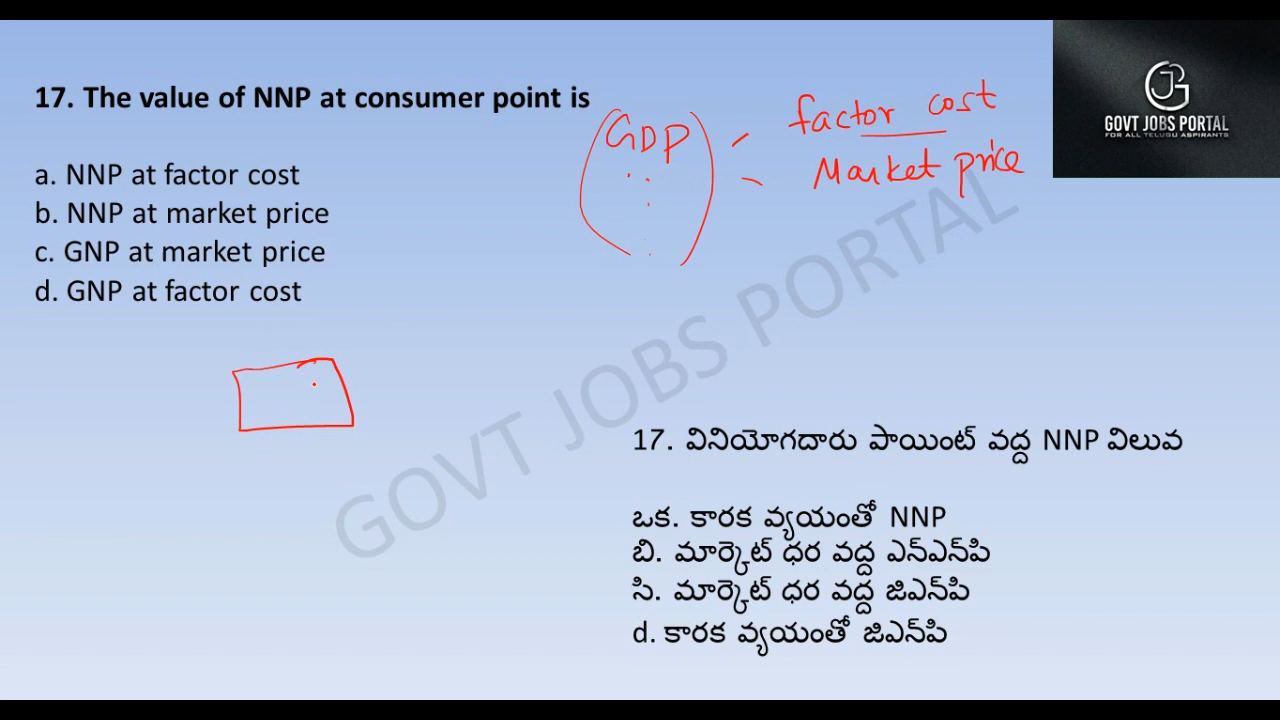 17. The value of NNP at consumer point is
a. NNP at factor cost
b. NNP at market price
c. GNP at market price
d. GNP at factor cost
GDP
factor cost
Market price
GOVT JOBS PORTAL
FOR ALL TELUGU ASPIRANTS
GOVT JOBS PORTAL
17. వినియోగదారు పాయింట్ వద్ద NNP విలువ
ఒక. కారక వ్యయంతో NNP
బి. మార్కెట్ ధర వద్ద ఎన్ఎన్‌పి
సి. మార్కెట్ ధర వద్ద జిఎన్‌పి
d. కారక వ్యయంతో జిఎన్‌పి